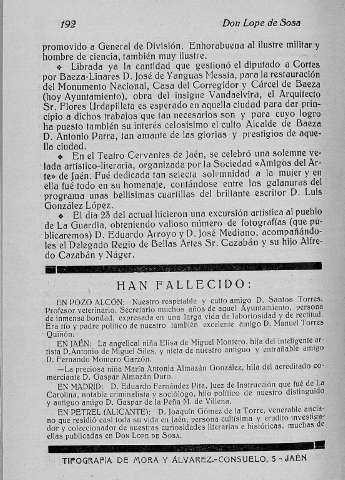 192 Don Lope de Sosa
promovido a General de División. Enhorabuena al ilustre militar y
hombre de ciencia, también muy ilustre.
❖ Librada ya la cantidad que gestionó el diputado a Cortes
por Baeza-Linares D. José de Yanguas Messía, para la restauración
del Monumento Nacional, Casa del Corregidor y Cárcel de Baeza
(hoy Ayuntamiento), obra del insigne Vandaelvira, el Arquitecto
Sr. Flores Urdapilleta es esperado en aquella ciudad para dar prin-
cipio a dichos trabajos que tan necesarios son y para cuyo logro
ha puesto también su interés celosísimo el culto Alcalde de Baeza
D. Antonio Parra, tan amante de las glorias y prestigios de aque-
lla ciudad.
❖ En el Teatro Cervantes de Jaén, se celebró una solemne ve-
lada artístico-literaria, organizada por la Sociedad «Amigos del Ar-
te» de Jaén. Fué dedicada tan selecta solemnidad a la mujer y en
ella fué todo en su homenaje, contándose entre las galanuras del
programa unas bellísimas cuartillas del brillante escritor D. Luis
González López.
❖ El día 23 del actual hicieron una excursión artística al pueblo
de La Guardia, obteniendo valioso número de fotografías (que pu-
blicaremos) D. Eduardo Arroyo y D. José Mediano, acompañándo-
les el Delegado Regio de Bellas Artes Sr. Cazabán y su hijo Alfre-
do Cazabán y Náger.
HAN FALLECIDO:
EN POZO ALCÓN: Nuestro respetable y culto amigo D. Santos Torres,
Profesor veterinario, Secretario muchos años de aquel Ayuntamiento, persona
de inmensa bondad, expresada en una larga vida de laboriosidad y de rectitud.
Era tío y padre político de nuestro también excelente amigo D. Manuel Torres
Quiñón.
EN JAÉN: La angelical niña Elisa de Miguel Montero, hija del inteligente ar-
tista D. Antonio de Miguel Siles, y nieta de nuestro antiguo y entrañable amigo
D. Fernando Montero Garzón.
—La preciosa niña María Antonia Almazán González, hija del acreditado co-
merciante D. Gaspar Almazán Duro.
EN MADRID: D. Eduardo Fernández Pita, Juez de Instrucción que fué de La
Carolina, notable criminalista y sociólogo, hijo político de nuestro distinguido
y antiguo amigo D. Gaspar de la Peña M. de Villena.
EN PETREL (ALICANTE): D. Joaquín Gómez de la Torre, venerable ancia-
no que residió casi toda su vida en Jaén, persona cultísima y erudito investiga-
dor y coleccionador de nuestras curiosidades literarias e históricas, muchas de
ellas publicadas en DON LOPE DE SOSA.
TIPOGRAFIA DE MORA Y ÁLVAREZ-CONSUELO, 5 - JAÉN